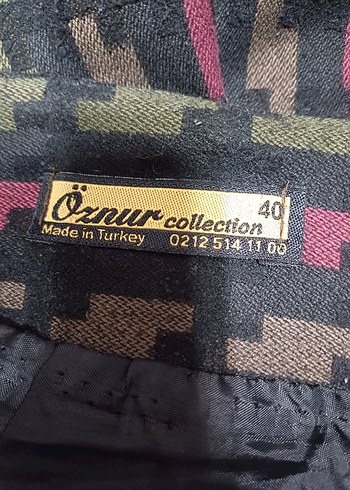 Öznur collection 40
Made in Turkey 0212 514 11 00